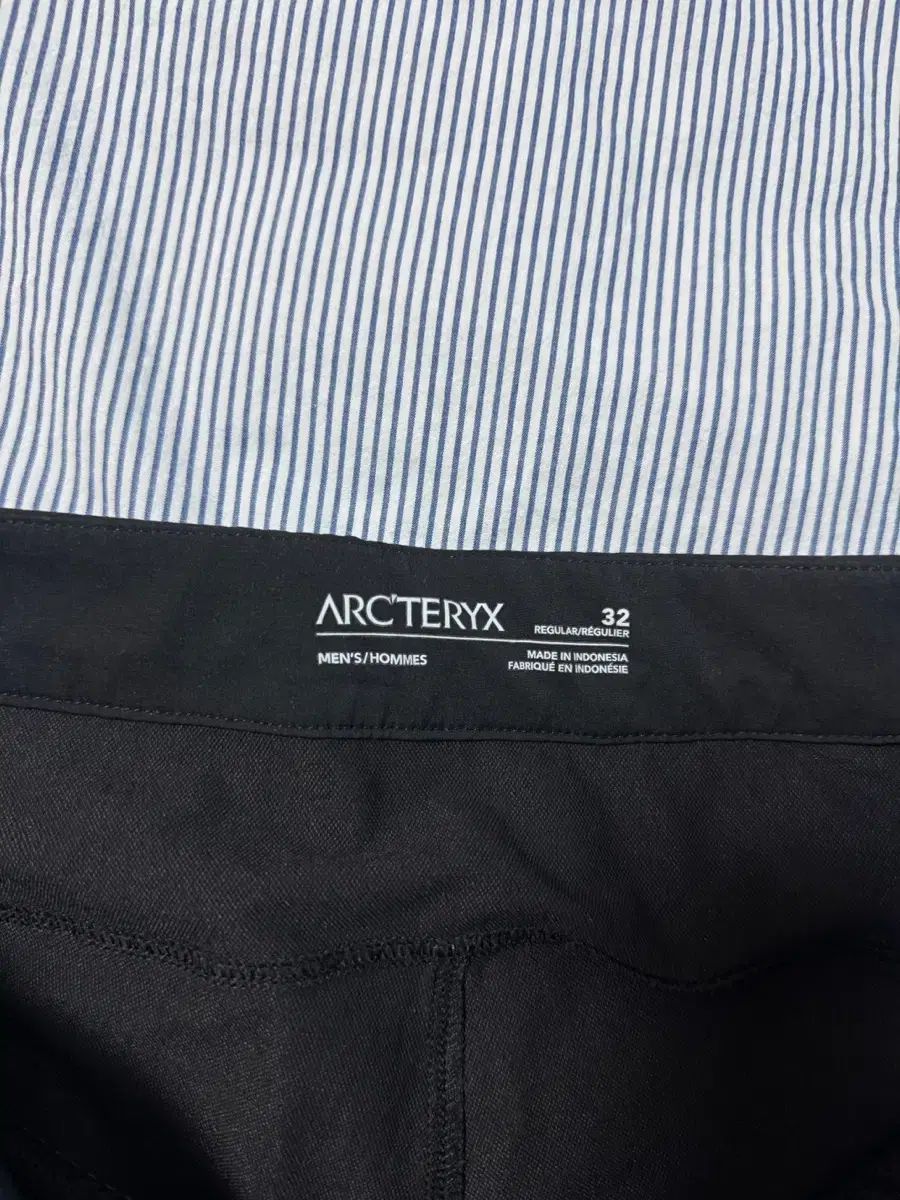 ARC'TERYX
32
REGULAR/RÉGULIER
MEN'S/HOMMES
MADE IN INDONESIA
FABRIQUÉ EN INDONÉSIE